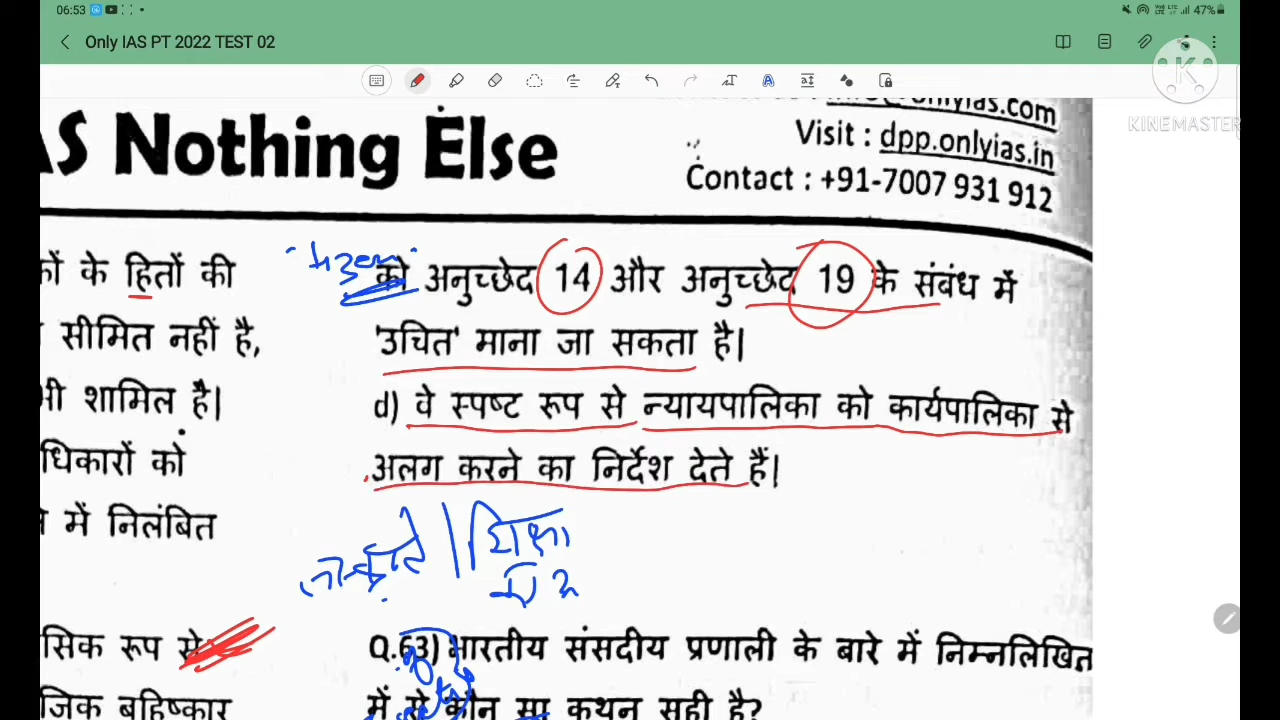 06:53
47%
Only IAS PT 2022 TEST 02
KINEMASTER
AS Nothing Else
onlyias.com
Visit : dpp.onlyias.in
Contact : +91-7007 931 912
के हितों की
सीमित नहीं है,
भी शामिल है।
धिकारों को
में निलंबित
सिक रूप से
जिक बहिष्कार
को अनुच्छेद 14 और अनुच्छेद 19 के संबंध में
'उचित' माना जा सकता है।
d) वे स्पष्ट रूप से न्यायपालिका को कार्यपालिका से
अलग करने का निर्देश देते हैं।
शिक्षा
Q.63) भारतीय संसदीय प्रणाली के बारे में निम्नलिखित
में से कौन सा कथन सही है?